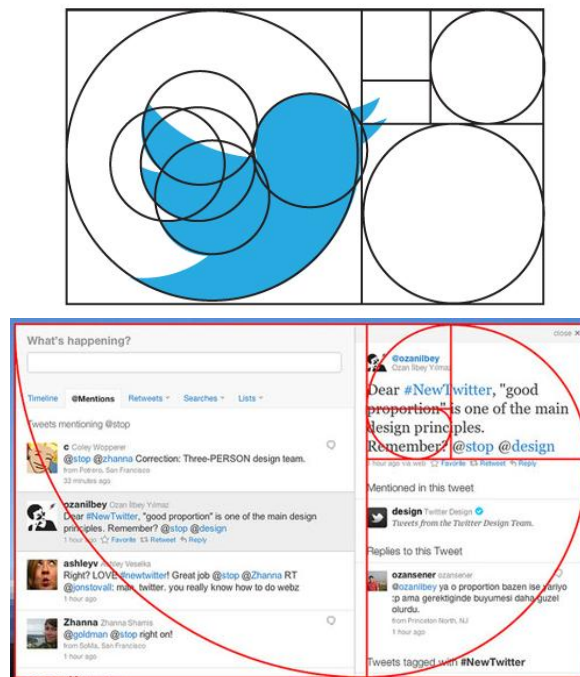 What's happening?
Timeline @Mentions Retweets Searches Lists
Tweets mentioning @stop
c Coley Wopperer
@stop @zhanna Correction: Three-PERSON design team.
from Potrero, San Francisco
32 minutes ago
ozanilbey Ozan Ilbey Yılmaz
Dear #NewTwitter, "good proportion" is one of the main design
principles. Remember? @stop @design
1 hour ago Favorite Retweet Reply
ashleyv Ashley Veselka
Right? LOVE #newtwitter! Great job @stop @Zhanna RT
@jonstovall: man_twitter. you really know how to do webz
1 hour ago
Zhanna Zhanna Shamis
@goldman @stop right on!
from SoMa, San Francisco
1 hour ago
close ×
@ozanilbey
Ozan Ilbey Yılmaz
Dear #NewTwitter, "good
proportion" is one of the main
design principles.
Remember? @stop @design
1 hour ago via web Favorite Retweet Reply
Mentioned in this tweet
design Twitter Design
Tweets from the Twitter Design Team.
Replies to this Tweet
ozansener ozansener
@ozanilbey ya o proportion bazen ise yariyo
:p ama gerektiginde buyumesi daha guzel
olurdu.
from Princeton North, NJ
1 hour ago
Tweets tagged with #NewTwitter